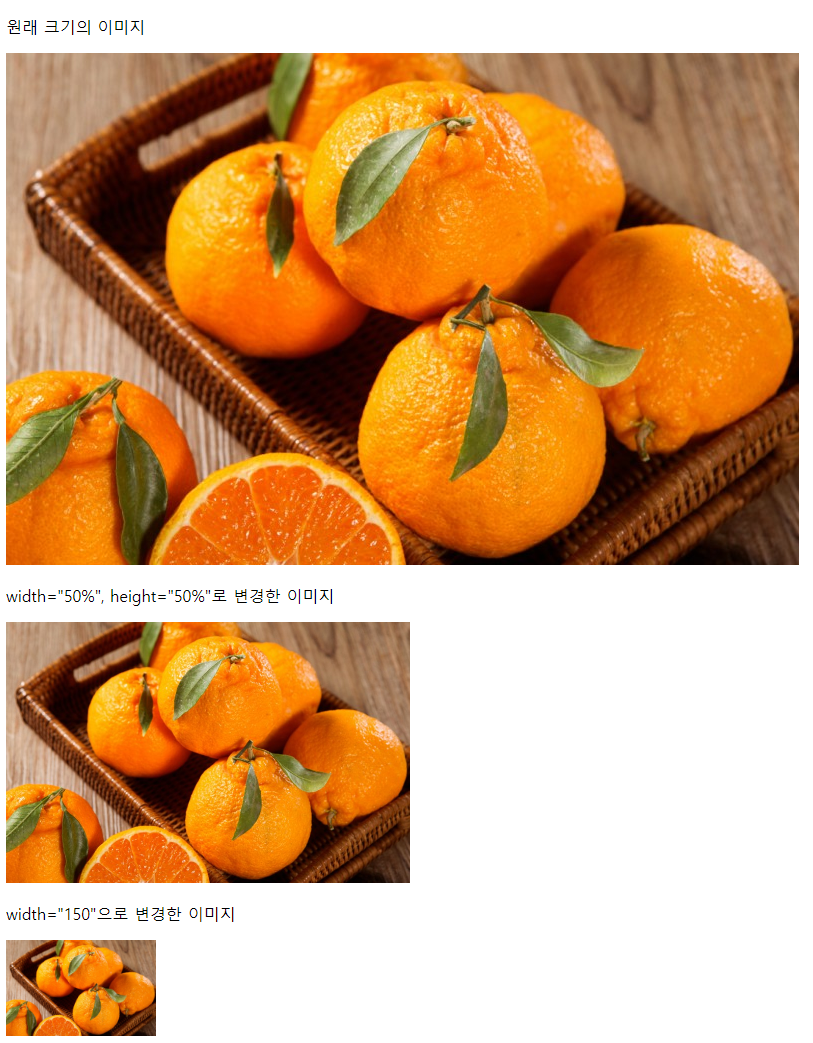 원래 크기의 이미지
width="50%", height="50%"로 변경한 이미지
width="150"으로 변경한 이미지